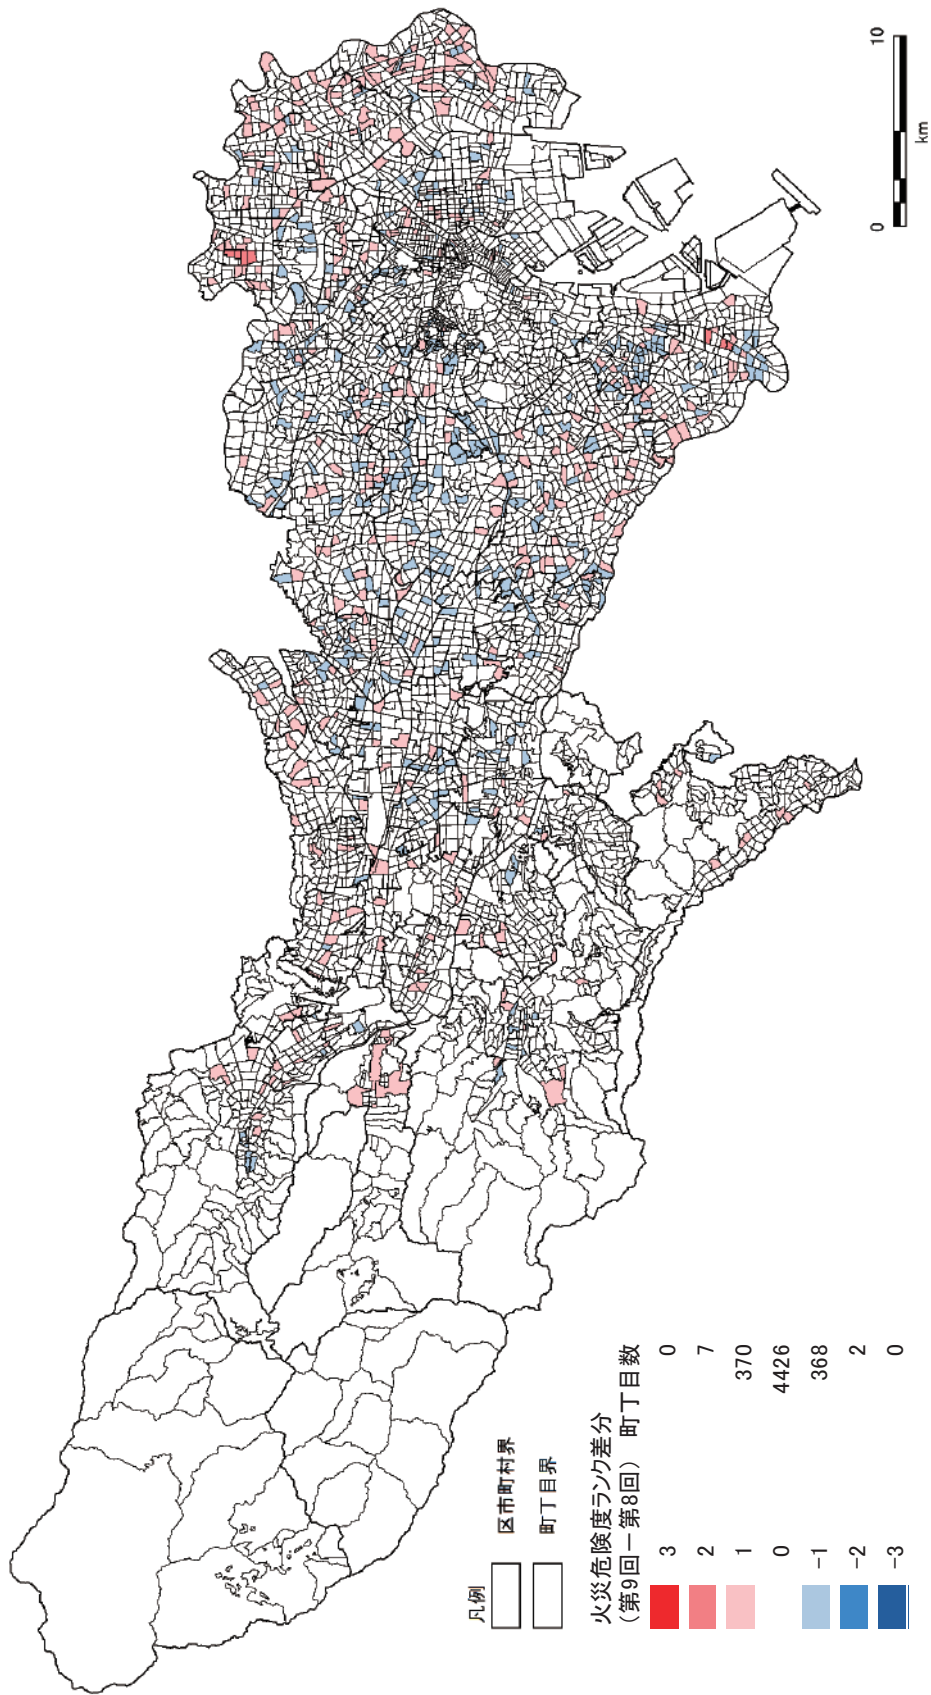 凡例
区市町村界
町丁目界
火災危険度ランク差分
（第9回－第8回） 町丁目数
3 0
2 7
1 370
0 4426
−1 368
−2 2
−3 0
0 10
km